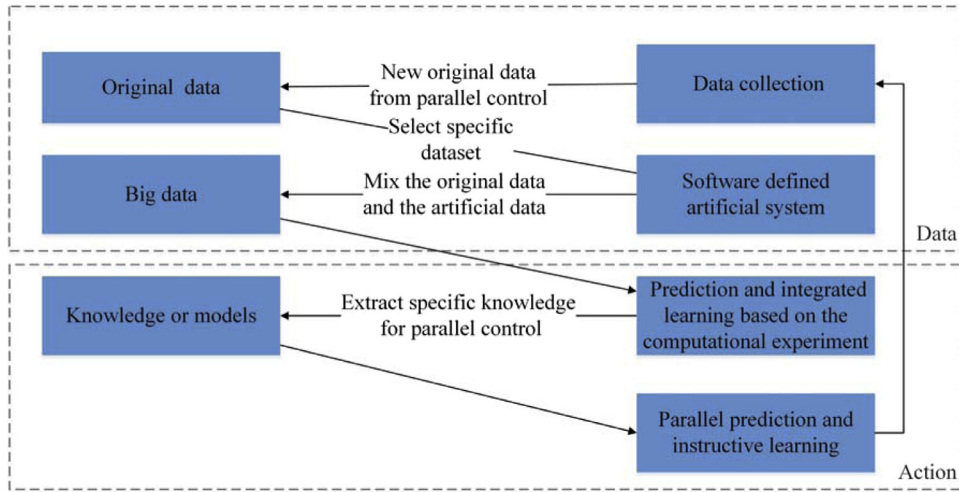 Original data
New original data
from parallel control
Data collection
Select specific
dataset
Big data
Mix the original data
and the artificial data
Software defined
artificial system
Data
Knowledge or models
Extract specific knowledge
for parallel control
Prediction and integrated
learning based on the
computational experiment
Parallel prediction and
instructive learning
Action